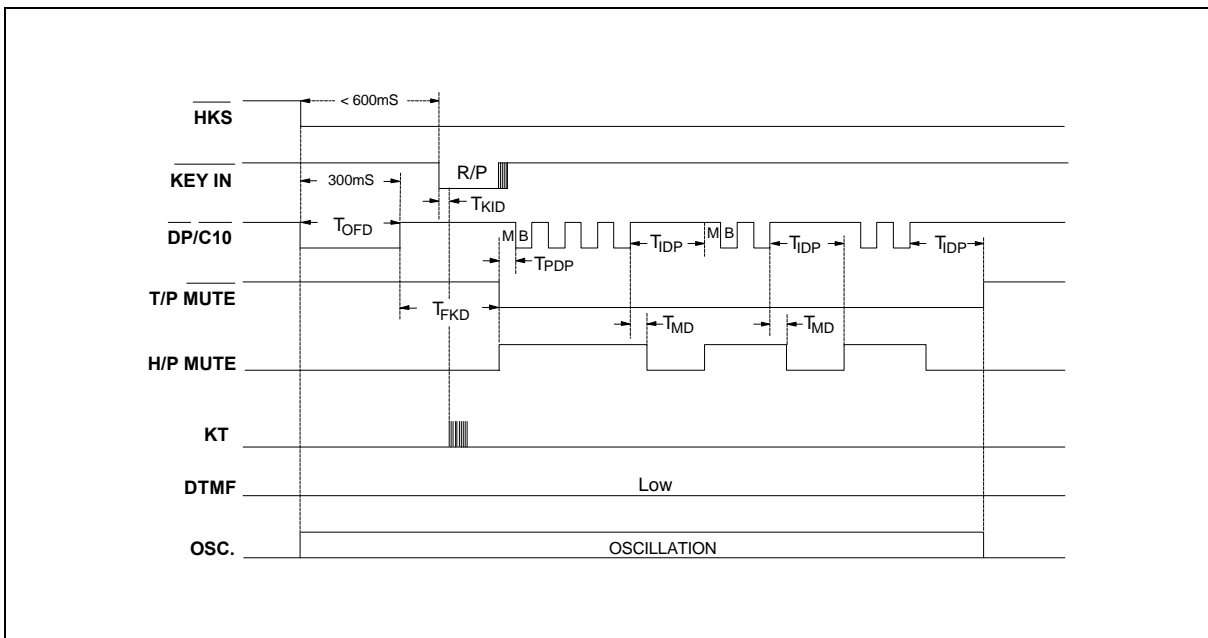 < 600mS
HKS
R/P
KEY IN
300mS
TKID
TOFD
DP/C10
M B
TIDP
M B
TIDP
TIDP
TPDP
T/P MUTE
TFKD
TMD
TMD
H/P MUTE
KT
Low
DTMF
OSC.
OSCILLATION